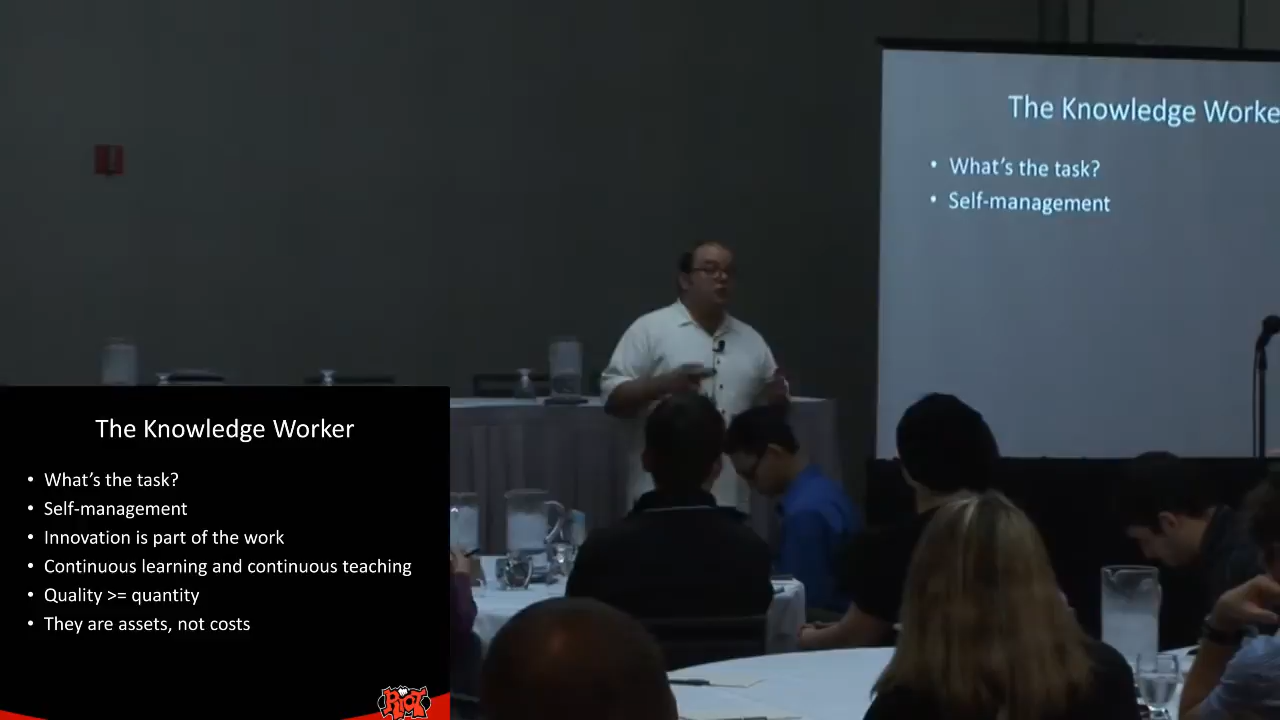 The Knowledge Worke
• What's the task?
• Self-management
The Knowledge Worker
• What's the task?
• Self-management
• Innovation is part of the work
• Continuous learning and continuous teaching
• Quality >= quantity
• They are assets, not costs
RIOT